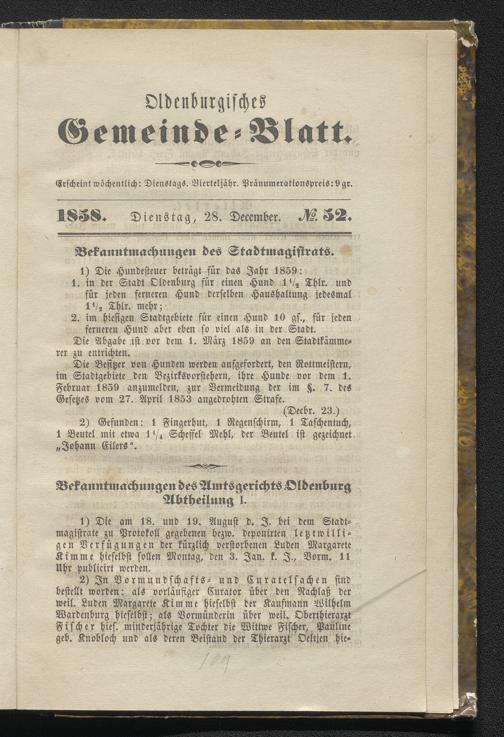 Oldenburgisches
Gemeinde-Blatt.
Erscheint wöchentlich: Dienstags. Vierteljähr. Pränumerationspreis: 9 gr.
1858. Dienstag, 28. December. №. 52.
Bekanntmachungen des Stadtmagistrats.
1) Die Hundesteuer beträgt für das Jahr 1859:
1. in der Stadt Oldenburg für einen Hund 1½ Thlr. und
für jeden ferneren Hund derselben Haushaltung jedesmal
1½ Thlr. mehr;
2. im hiesigen Stadtgebiete für einen Hund 10 gs., für jeden
ferneren Hund aber eben so viel als in der Stadt.
Die Abgabe ist vor dem 1. März 1859 an den Stadtkämme-
rer zu entrichten.
Die Besitzer von Hunden werden aufgefordert, den Rottmeistern,
im Stadtgebiete den Bezirksvorstehern, ihre Hunde vor dem 1.
Februar 1859 anzumelden, zur Vermeidung der im §. 7. des
Gesetzes vom 27. April 1853 angedrohten Strafe.
(Decbr. 23.)
2) Gefunden: 1 Fingerhut, 1 Regenschirm, 1 Taschentuch,
1 Beutel mit etwa 1¼ Scheffel Mehl, der Beutel ist gezeichnet
„Johann Eilers“.
Bekanntmachungen des Amtsgerichts Oldenburg
Abtheilung I.
1) Die am 18. und 19. August d. J. bei dem Stadt-
magistrate zu Protokoll gegebenen bezw. deponirten letztwilli-
gen Verfügungen der kürzlich verstorbenen Luden Margarete
Kimme hieselbst sollen Montag, den 3. Jan. k. J., Vorm. 11
Uhr publicirt werden.
2) In Vormundschafts- und Curatelsachen sind
bestellt worden: als vorläufiger Curator über den Nachlaß der
weil. Luden Margarete Kimme hieselbst der Kaufmann Wilhelm
Wardenburg hieselbst; als Vormünderin über weil. Oberthierarzt
Fischer hies. minderjährige Tochter die Wittwe Fischer, Pauline
geb. Knobloch und als deren Beistand der Thierarzt Oeltjen hie-
109